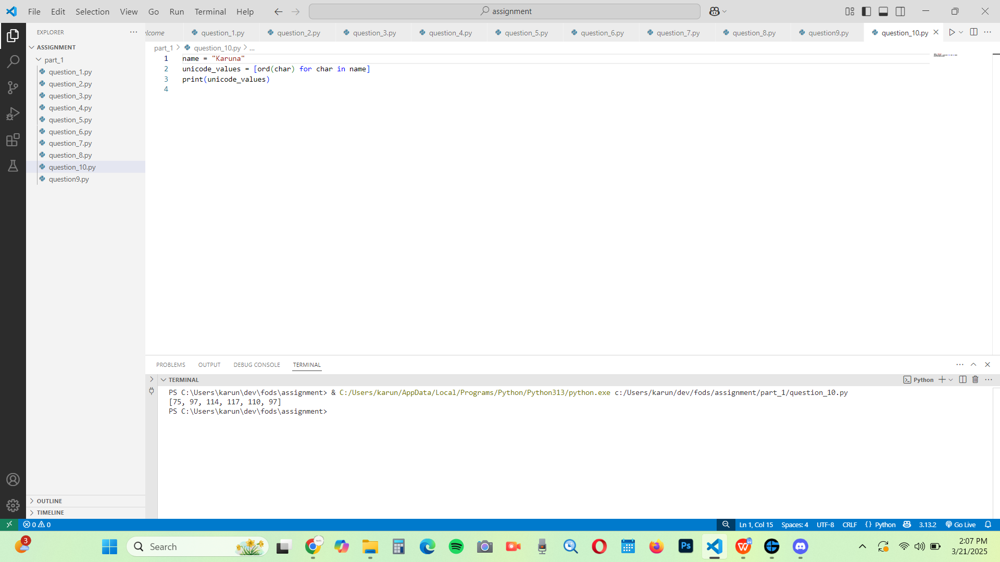 File Edit Selection View Go Run Terminal Help assignment
EXPLORER
elcome question_1.py question_2.py question_3.py question_4.py question_5.py question_6.py question_7.py question_8.py question9.py question_10.py
ASSIGNMENT
part_1
question_1.py
question_2.py
question_3.py
question_4.py
question_5.py
question_6.py
question_7.py
question_8.py
question_10.py
question9.py
part_1 > question_10.py > ...
1 name = "Karuna"
2 unicode_values = [ord(char) for char in name]
3 print(unicode_values)
4
PROBLEMS OUTPUT DEBUG CONSOLE TERMINAL
TERMINAL
Python
PS C:\Users\karun\dev\fods\assignment> & C:/Users/karun/AppData/Local/Programs/Python/Python313/python.exe c:/Users/karun/dev/fods/assignment/part_1/question_10.py
[75, 97, 114, 117, 110, 97]
PS C:\Users\karun\dev\fods\assignment>
OUTLINE
TIMELINE
0 0 Ln 1, Col 15 Spaces: 4 UTF-8 CRLF {} Python 3.13.2 Go Live
3 Search Ps W 2:07 PM
3/21/2025